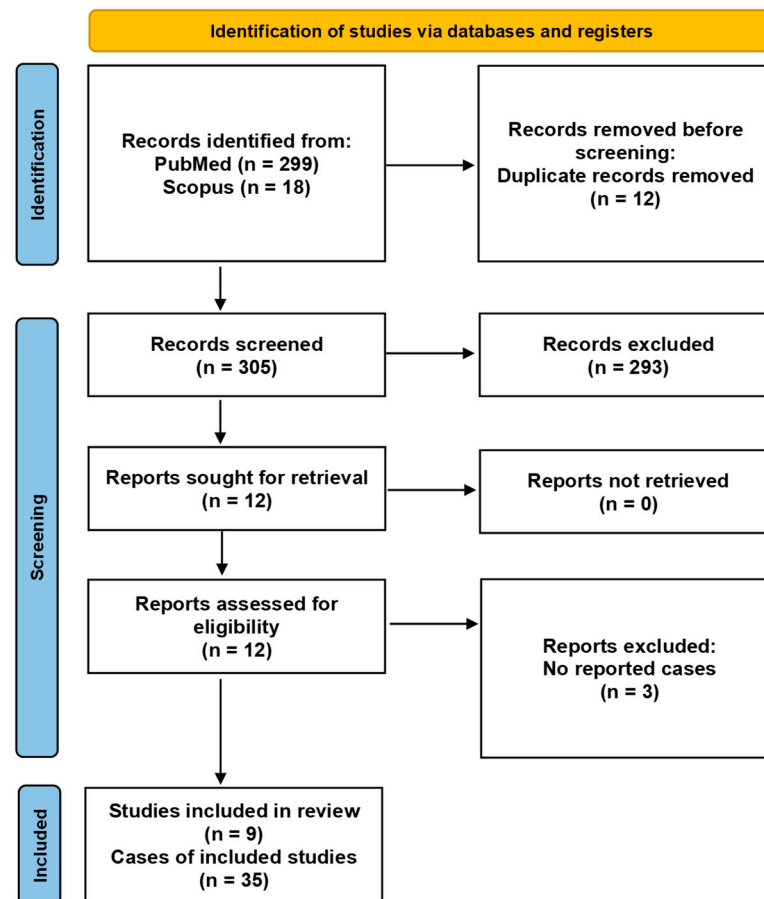 Identification of studies via databases and registers
Identification
Records identified from:
PubMed (n = 299)
Scopus (n = 18)
Records removed before
screening:
Duplicate records removed
(n = 12)
Screening
Records screened
(n = 305)
Records excluded
(n = 293)
Reports sought for retrieval
(n = 12)
Reports not retrieved
(n = 0)
Reports assessed for
eligibility
(n = 12)
Reports excluded:
No reported cases
(n = 3)
Included
Studies included in review
(n = 9)
Cases of included studies
(n = 35)